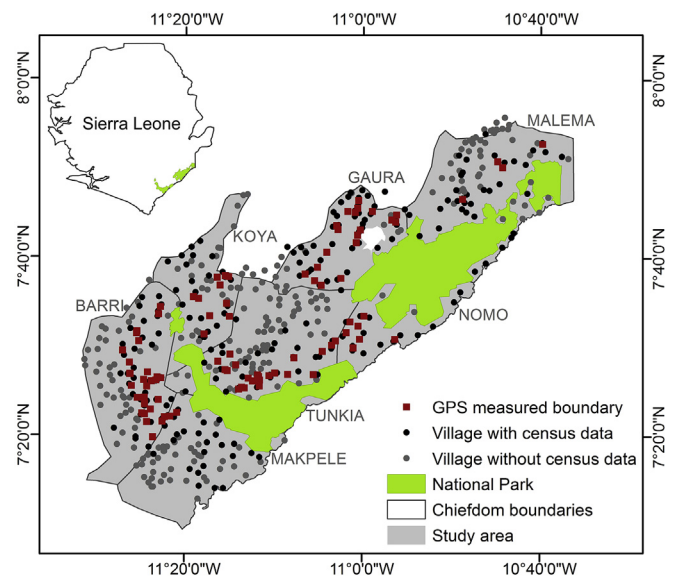 11°20'0"W 11°0'0"W 10°40'0"W
8°0'0"N 8°0'0"N
Sierra Leone
MALEMA
GAURA
KOYA
7°40'0"N 7°40'0"N
BARRI
NOMO
TUNKIA
7°20'0"N 7°20'0"N
MAKPELE
GPS measured boundary
Village with census data
Village without census data
National Park
Chiefdom boundaries
Study area
11°20'0"W 11°0'0"W 10°40'0"W